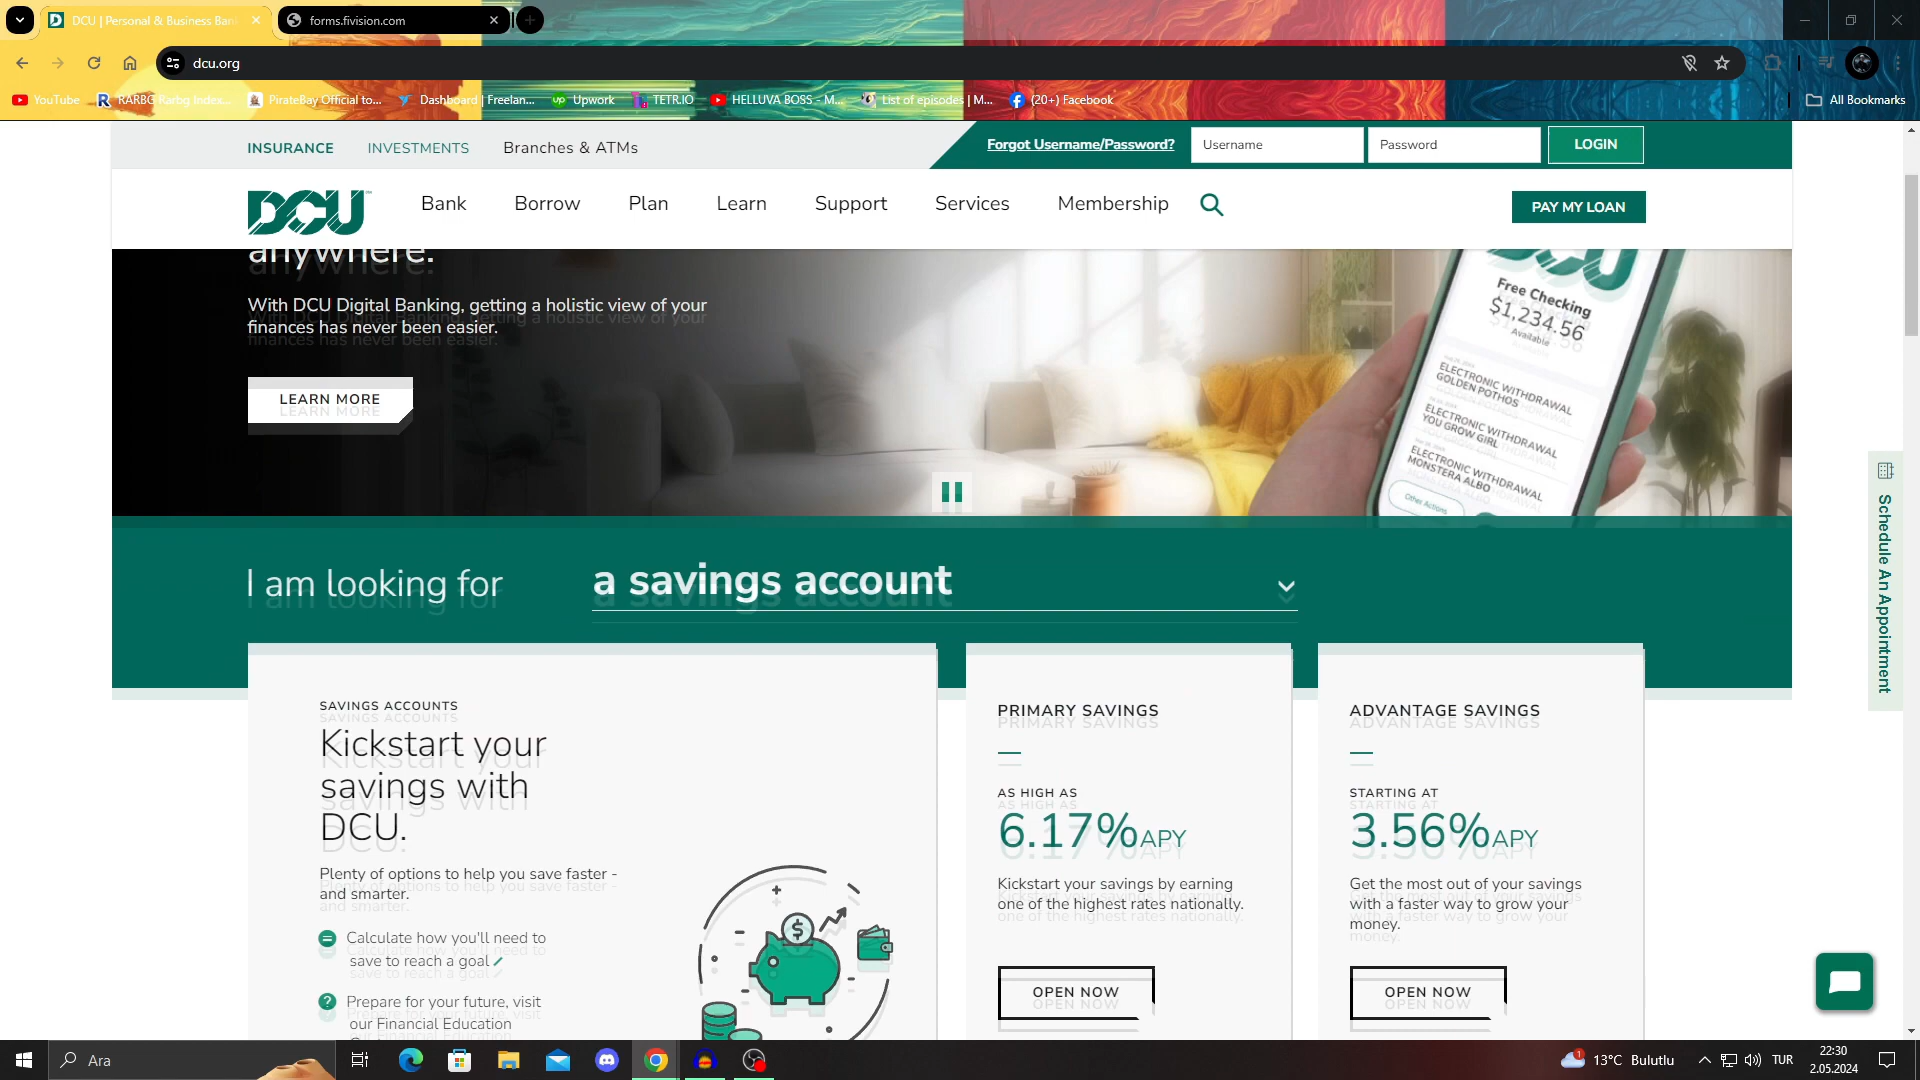 DCU | Personal & Business Ban
forms.fivision.com
dcu.org
YouTube
RARBG Rarbg Index...
PirateBay Official to...
Dashboard | Freelan...
Upwork
TETR.IO
HELLUVA BOSS - M...
List of episodes | M...
(20+) Facebook
All Bookmarks
INSURANCE
INVESTMENTS
Branches & ATMs
Forgot Username/Password?
Username
Password
LOGIN
DCU
Bank
Borrow
Plan
Learn
Support
Services
Membership
PAY MY LOAN
anywhere.
With DCU Digital Banking, getting a holistic view of your
finances has never been easier.
LEARN MORE
DCU
Free Checking
$1,234.56
Available
ELECTRONIC WITHDRAWAL
GOLDEN POTHOS
ELECTRONIC WITHDRAWAL
YOU GROW GIRL
ELECTRONIC WITHDRAWAL
MONSTERA ALBO
Other Actions
Schedule An Appointment
I am looking for
a savings account
SAVINGS ACCOUNTS
Kickstart your
savings with
DCU.
Plenty of options to help you save faster -
and smarter.
Calculate how you'll need to
save to reach a goal
Prepare for your future, visit
our Financial Education
PRIMARY SAVINGS
AS HIGH AS
6.17%APY
Kickstart your savings by earning
one of the highest rates nationally.
OPEN NOW
ADVANTAGE SAVINGS
STARTING AT
3.56%APY
Get the most out of your savings
with a faster way to grow your
money.
OPEN NOW
Ara
1
13°C Bulutlu
TUR
22:30
2.05.2024